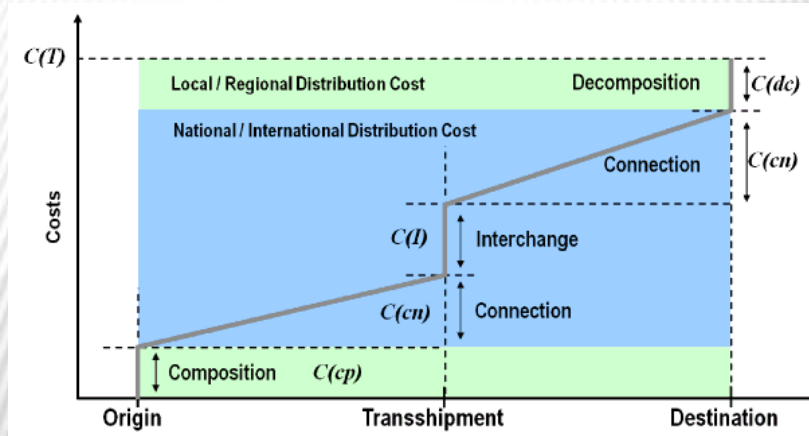 C(T)
Local / Regional Distribution Cost
Decomposition
C(dc)
National / International Distribution Cost
Connection
C(cn)
C(I)
Interchange
C(cn)
Connection
Composition
C(cp)
Costs
Origin
Transshipment
Destination